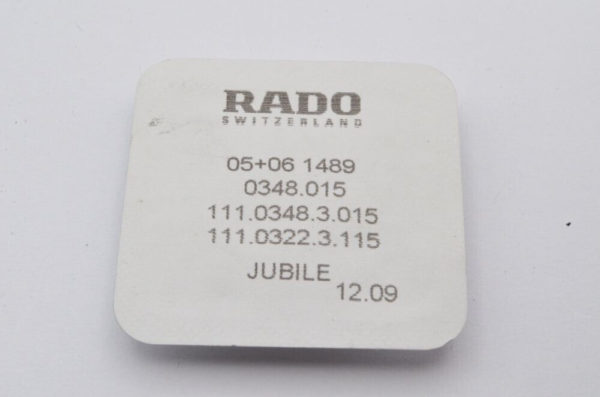 RADO
SWITZERLAND
05+06 1489
0348.015
111.0348.3.015
111.0322.3.115
JUBILE
12.09